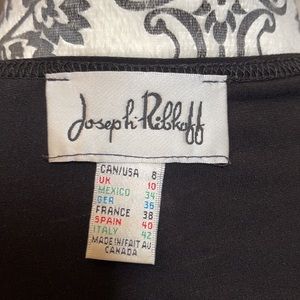 Joseph Ribkoff
CAN/USA 8
UK 10
MEXICO 34
GER 36
FRANCE 38
SPAIN 40
ITALY 42
MADE IN/FAIT AU
CANADA